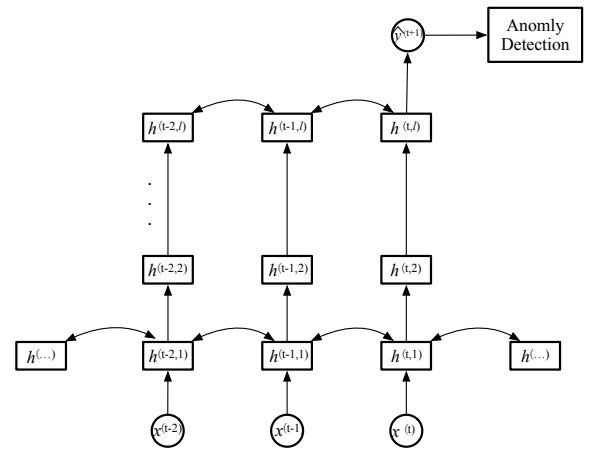 ŷ(t+1)
Anomly
Detection
h(t-2,l)
h(t-1,l)
h(t,l)
.
.
.
h(t-2,2)
h(t-1,2)
h(t,2)
h(…)
h(t-2,1)
h(t-1,1)
h(t,1)
h(…)
x(t-2)
x(t-1
x(t)